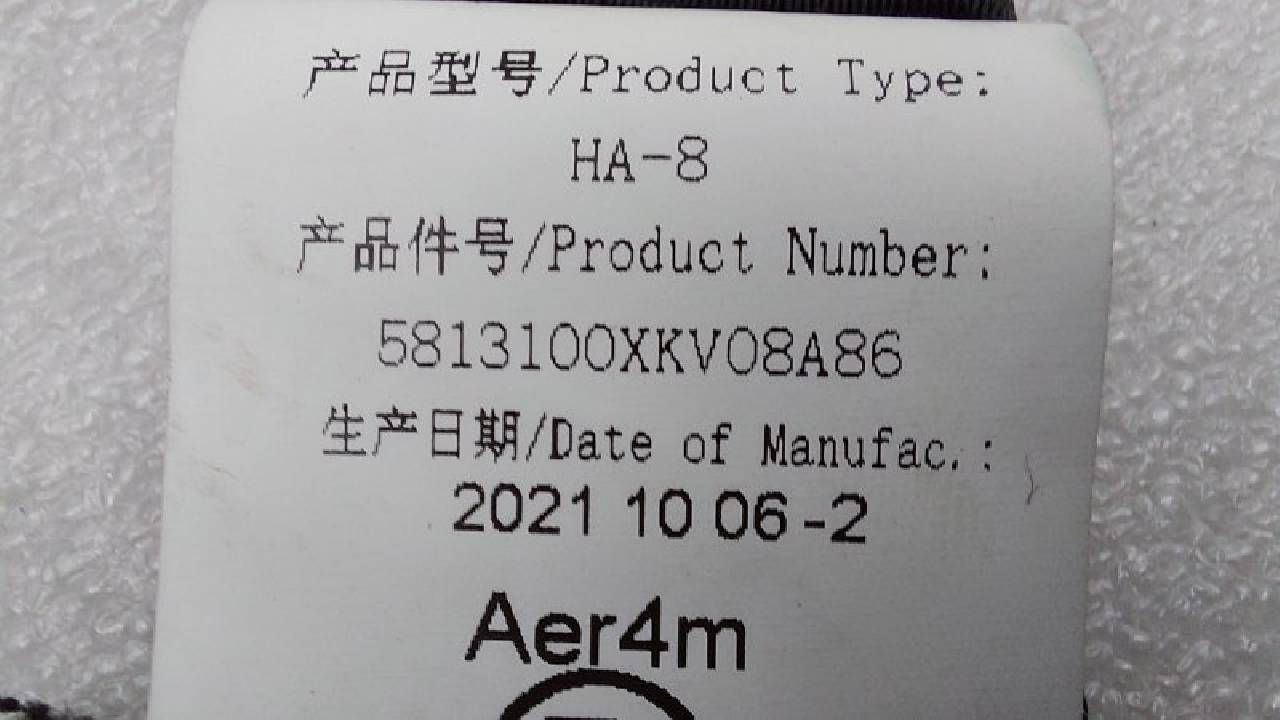 产品型号/Product Type:
HA-8
产品件号/Product Number:
5813100XKV08A86
生产日期/Date of Manufac.:
2021 10 06-2
Aer4m